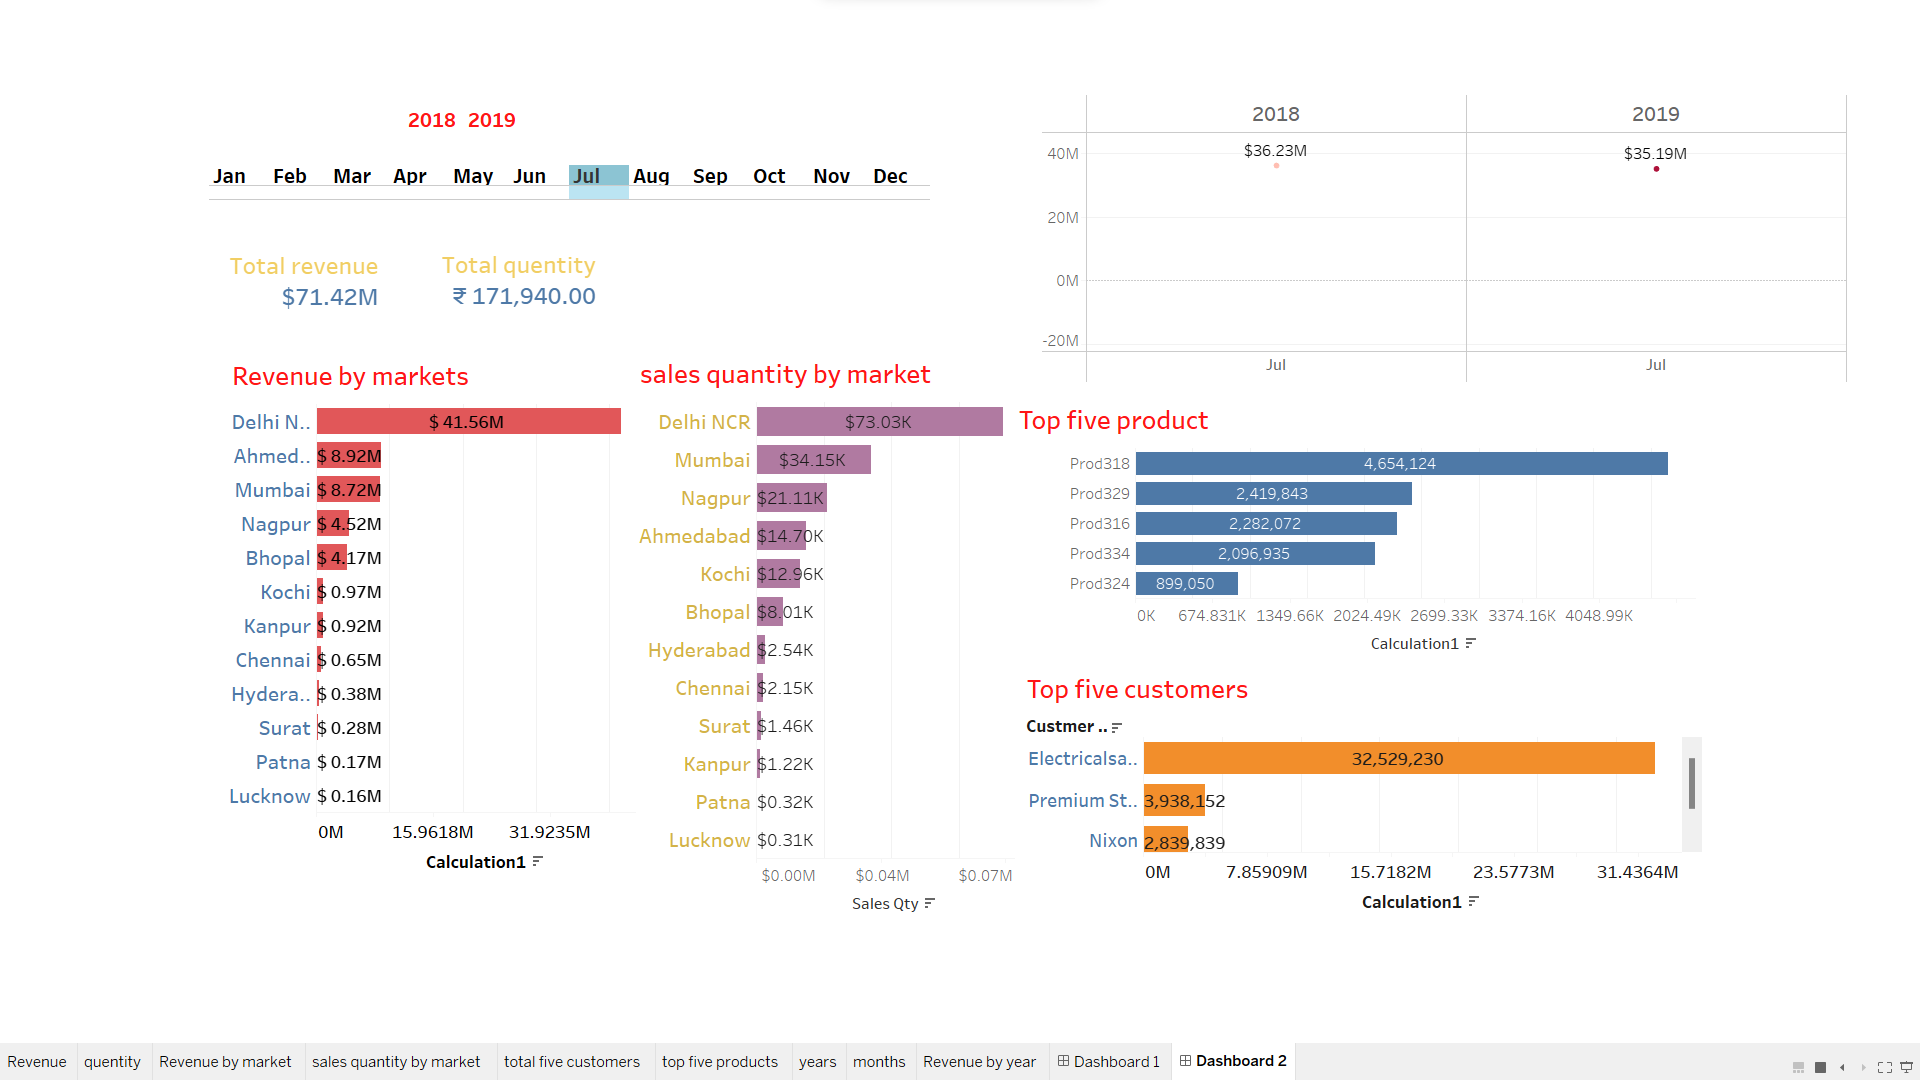 2018 2019
Jan Feb Mar Apr May Jun Jul Aug Sep Oct Nov Dec
Total revenue
$71.42M
Total quentity
₹ 171,940.00
2018 2019
40M
20M
0M
-20M
$36.23M
$35.19M
Jul Jul
Revenue by markets
Delhi N.. $ 41.56M
Ahmed.. $ 8.92M
Mumbai $ 8.72M
Nagpur $ 4.52M
Bhopal $ 4.17M
Kochi $ 0.97M
Kanpur $ 0.92M
Chennai $ 0.65M
Hydera.. $ 0.38M
Surat $ 0.28M
Patna $ 0.17M
Lucknow $ 0.16M
0M 15.9618M 31.9235M
Calculation1
sales quantity by market
Delhi NCR $73.03K
Mumbai $34.15K
Nagpur $21.11K
Ahmedabad $14.70K
Kochi $12.96K
Bhopal $8.01K
Hyderabad $2.54K
Chennai $2.15K
Surat $1.46K
Kanpur $1.22K
Patna $0.32K
Lucknow $0.31K
$0.00M $0.04M $0.07M
Sales Qty
Top five product
Prod318 4,654,124
Prod329 2,419,843
Prod316 2,282,072
Prod334 2,096,935
Prod324 899,050
0K 674.831K 1349.66K 2024.49K 2699.33K 3374.16K 4048.99K
Calculation1
Top five customers
Custmer ..
Electricalsa.. 32,529,230
Premium St.. 3,938,152
Nixon 2,839,839
0M 7.85909M 15.7182M 23.5773M 31.4364M
Calculation1
Revenue quentity Revenue by market sales quantity by market total five customers top five products years months Revenue by year Dashboard 1 Dashboard 2